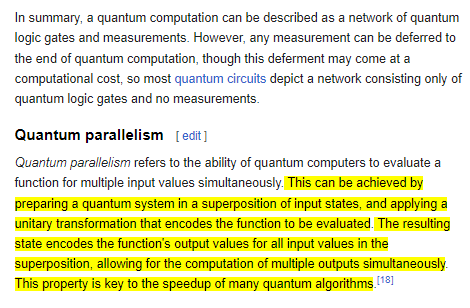 In summary, a quantum computation can be described as a network of quantum
logic gates and measurements. However, any measurement can be deferred to
the end of quantum computation, though this deferment may come at a
computational cost, so most quantum circuits depict a network consisting only of
quantum logic gates and no measurements.
Quantum parallelism [ edit ]
Quantum parallelism refers to the ability of quantum computers to evaluate a
function for multiple input values simultaneously. This can be achieved by
preparing a quantum system in a superposition of input states, and applying a
unitary transformation that encodes the function to be evaluated. The resulting
state encodes the function's output values for all input values in the
superposition, allowing for the computation of multiple outputs simultaneously.
This property is key to the speedup of many quantum algorithms.[18]